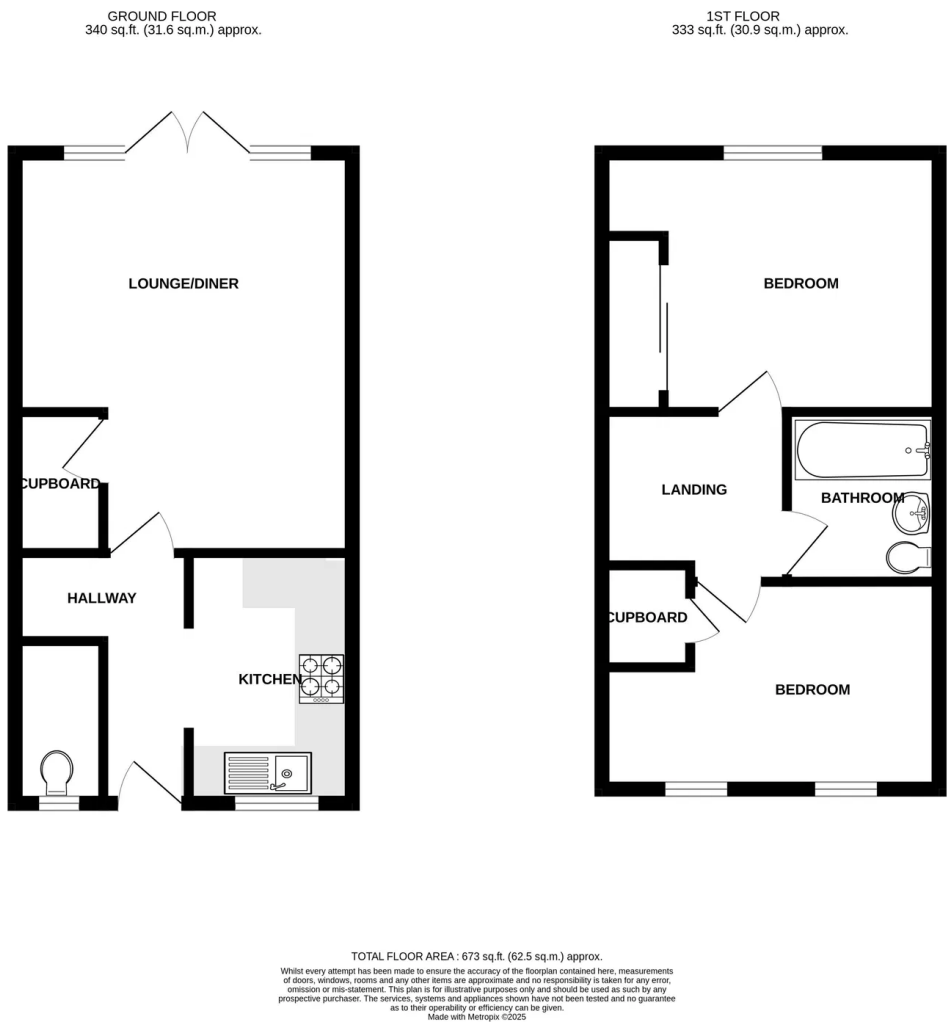 GROUND FLOOR
340 sq.ft. (31.6 sq.m.) approx.
1ST FLOOR
333 sq.ft. (30.9 sq.m.) approx.
LOUNGE/DINER
CUPBOARD
HALLWAY
KITCHEN
BEDROOM
LANDING
BATHROOM
CUPBOARD
BEDROOM
TOTAL FLOOR AREA : 673 sq.ft. (62.5 sq.m.) approx.
Whilst every attempt has been made to ensure the accuracy of the floorplan contained here, measurements
of doors, windows, rooms and any other items are approximate and no responsibility is taken for any error,
omission or mis-statement. This plan is for illustrative purposes only and should be used as such by any
prospective purchaser. The services, systems and appliances shown have not been tested and no guarantee
as to their operability or efficiency can be given.
Made with Metropix ©2025